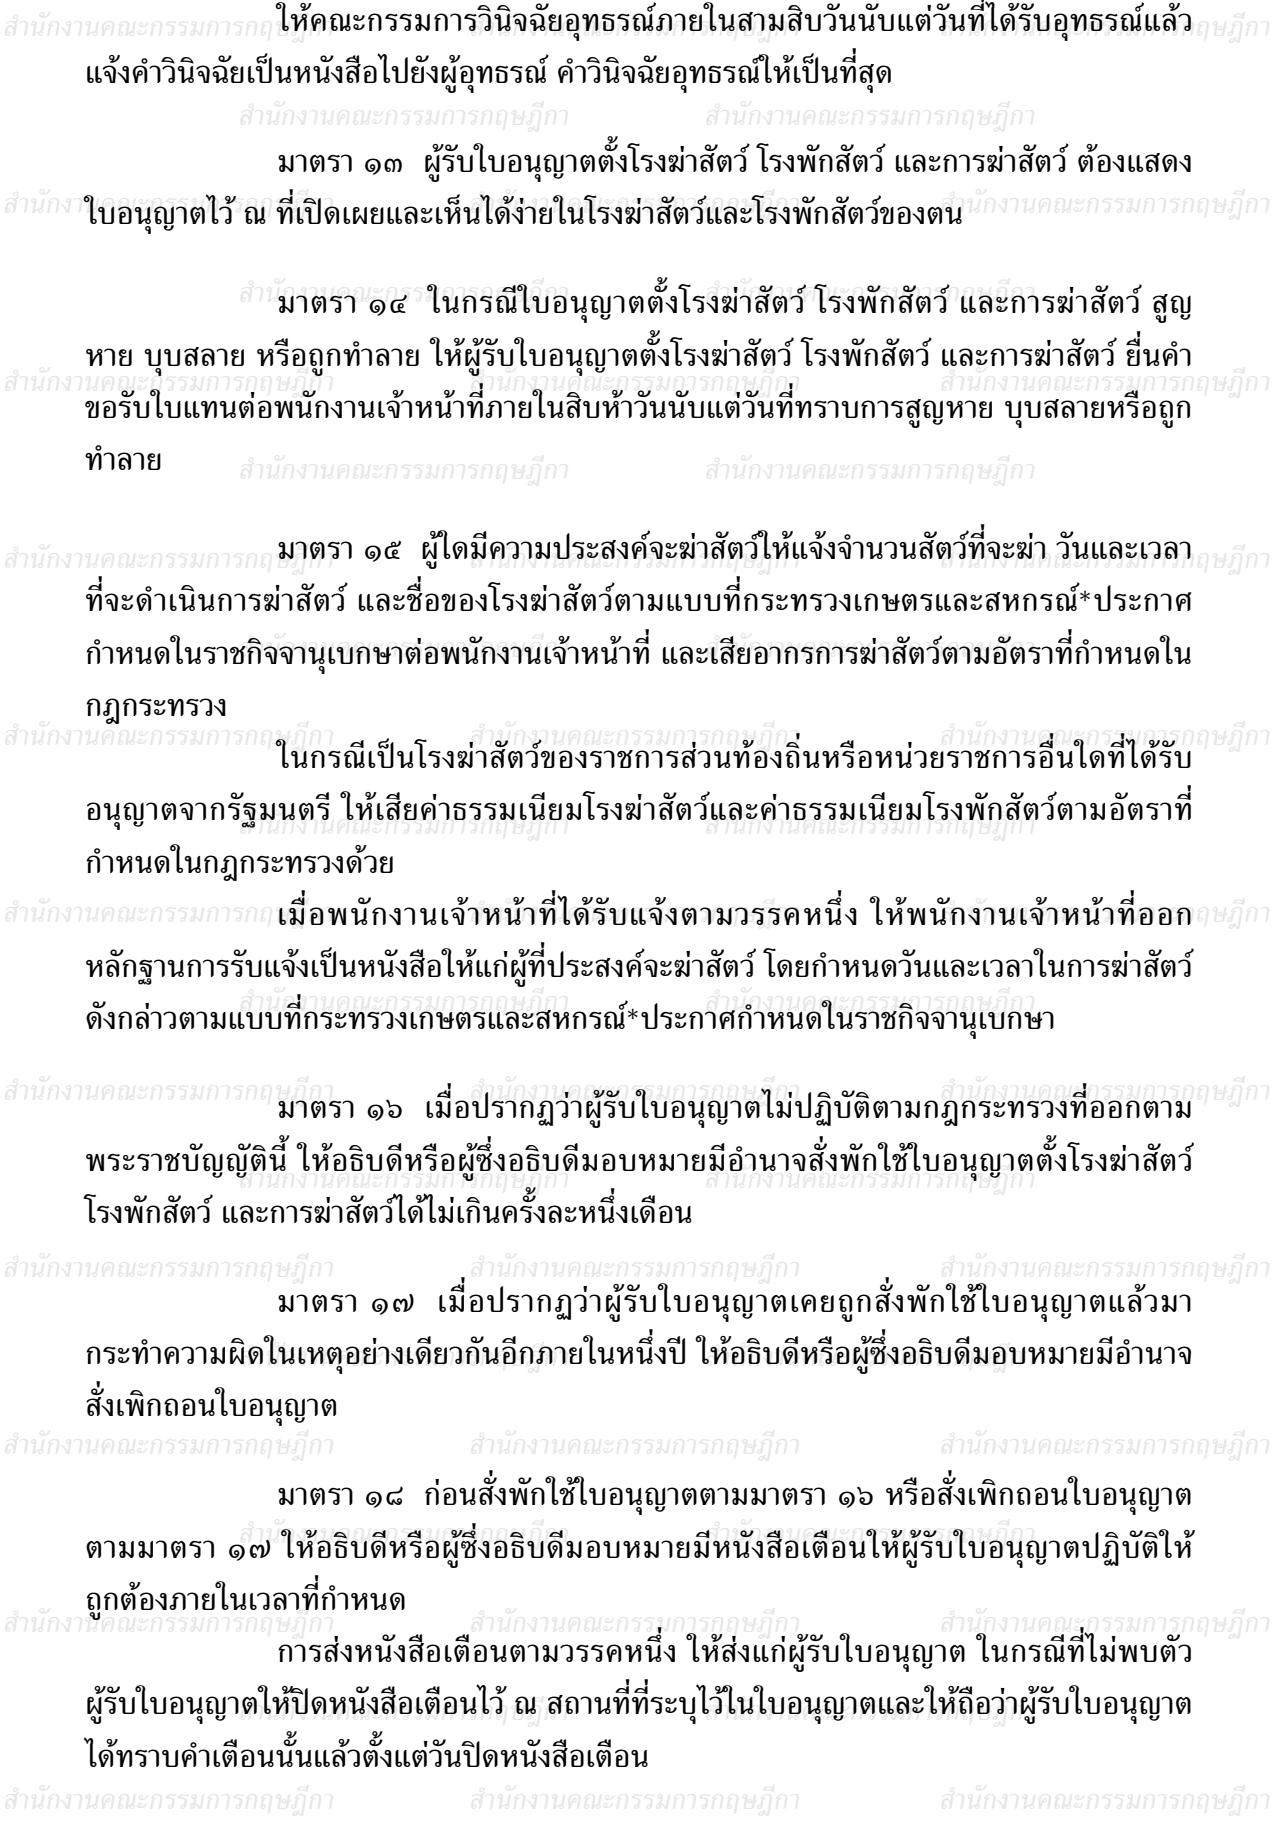 ให้คณะกรรมการวินิจฉัยอุทธรณ์ภายในสามสิบวันนับแต่วันที่ได้รับอุทธรณ์แล้ว
แจ้งคำวินิจฉัยเป็นหนังสือไปยังผู้อุทธรณ์ คำวินิจฉัยอุทธรณ์ให้เป็นที่สุด
มาตรา ๑๓ ผู้รับใบอนุญาตตั้งโรงฆ่าสัตว์ โรงพักสัตว์ และการฆ่าสัตว์ ต้องแสดง
ใบอนุญาตไว้ ณ ที่เปิดเผยและเห็นได้ง่ายในโรงฆ่าสัตว์และโรงพักสัตว์ของตน
มาตรา ๑๔ ในกรณีใบอนุญาตตั้งโรงฆ่าสัตว์ โรงพักสัตว์ และการฆ่าสัตว์ สูญ
หาย บุบสลาย หรือถูกทำลาย ให้ผู้รับใบอนุญาตตั้งโรงฆ่าสัตว์ โรงพักสัตว์ และการฆ่าสัตว์ ยื่นคำ
ขอรับใบแทนต่อพนักงานเจ้าหน้าที่ภายในสิบห้าวันนับแต่วันที่ทราบการสูญหาย บุบสลายหรือถูก
ทำลาย
มาตรา ๑๕ ผู้ใดมีความประสงค์จะฆ่าสัตว์ให้แจ้งจำนวนสัตว์ที่จะฆ่า วันและเวลา
ที่จะดำเนินการฆ่าสัตว์ และชื่อของโรงฆ่าสัตว์ตามแบบที่กระทรวงเกษตรและสหกรณ์*ประกาศ
กำหนดในราชกิจจานุเบกษาต่อพนักงานเจ้าหน้าที่ และเสียอากรการฆ่าสัตว์ตามอัตราที่กำหนดใน
กฎกระทรวง
ในกรณีเป็นโรงฆ่าสัตว์ของราชการส่วนท้องถิ่นหรือหน่วยราชการอื่นใดที่ได้รับ
อนุญาตจากรัฐมนตรี ให้เสียค่าธรรมเนียมโรงฆ่าสัตว์และค่าธรรมเนียมโรงพักสัตว์ตามอัตราที่
กำหนดในกฎกระทรวงด้วย
เมื่อพนักงานเจ้าหน้าที่ได้รับแจ้งตามวรรคหนึ่ง ให้พนักงานเจ้าหน้าที่ออก
หลักฐานการรับแจ้งเป็นหนังสือให้แก่ผู้ที่ประสงค์จะฆ่าสัตว์ โดยกำหนดวันและเวลาในการฆ่าสัตว์
ดังกล่าวตามแบบที่กระทรวงเกษตรและสหกรณ์*ประกาศกำหนดในราชกิจจานุเบกษา
มาตรา ๑๖ เมื่อปรากฏว่าผู้รับใบอนุญาตไม่ปฏิบัติตามกฎกระทรวงที่ออกตาม
พระราชบัญญัตินี้ ให้อธิบดีหรือผู้ซึ่งอธิบดีมอบหมายมีอำนาจสั่งพักใช้ใบอนุญาตตั้งโรงฆ่าสัตว์
โรงพักสัตว์ และการฆ่าสัตว์ได้ไม่เกินครั้งละหนึ่งเดือน
มาตรา ๑๗ เมื่อปรากฏว่าผู้รับใบอนุญาตเคยถูกสั่งพักใช้ใบอนุญาตแล้วมา
กระทำความผิดในเหตุอย่างเดียวกันอีกภายในหนึ่งปี ให้อธิบดีหรือผู้ซึ่งอธิบดีมอบหมายมีอำนาจ
สั่งเพิกถอนใบอนุญาต
มาตรา ๑๘ ก่อนสั่งพักใช้ใบอนุญาตตามมาตรา ๑๖ หรือสั่งเพิกถอนใบอนุญาต
ตามมาตรา ๑๗ ให้อธิบดีหรือผู้ซึ่งอธิบดีมอบหมายมีหนังสือเตือนให้ผู้รับใบอนุญาตปฏิบัติให้
ถูกต้องภายในเวลาที่กำหนด
การส่งหนังสือเตือนตามวรรคหนึ่ง ให้ส่งแก่ผู้รับใบอนุญาต ในกรณีที่ไม่พบตัว
ผู้รับใบอนุญาตให้ปิดหนังสือเตือนไว้ ณ สถานที่ที่ระบุไว้ในใบอนุญาตและให้ถือว่าผู้รับใบอนุญาต
ได้ทราบคำเตือนนั้นแล้วตั้งแต่วันปิดหนังสือเตือน
สำนักงานคณะกรรมการกฤษฎีกา สำนักงานคณะกรรมการกฤษฎีกา สำนักงานคณะกรรมการกฤษฎีกา